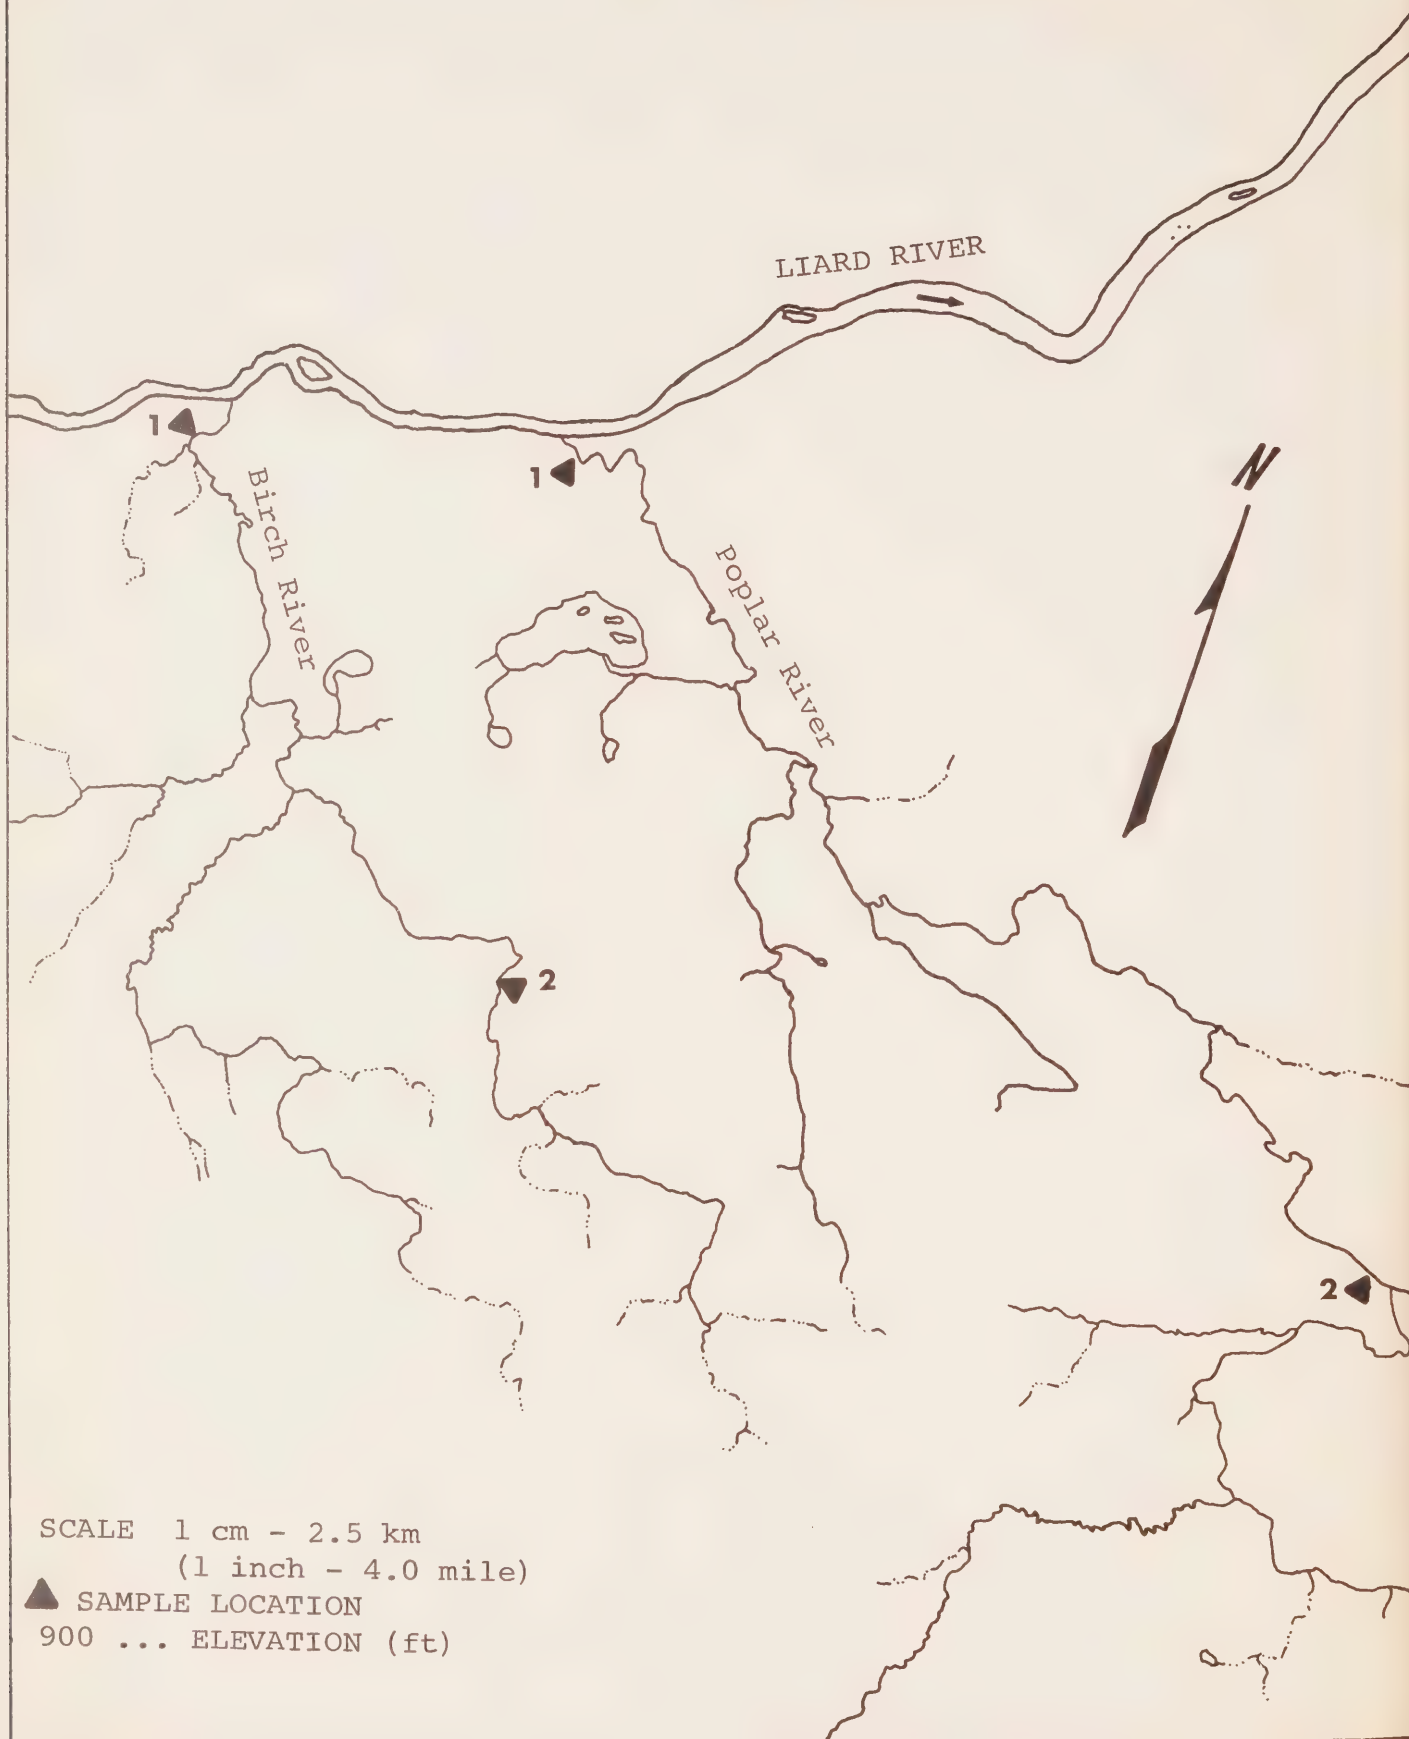 LIARD RIVER
1
1
Birch River
N
Poplar River
2
2
SCALE 1 cm - 2.5 km
(1 inch - 4.0 mile)
SAMPLE LOCATION
900 ... ELEVATION (ft)